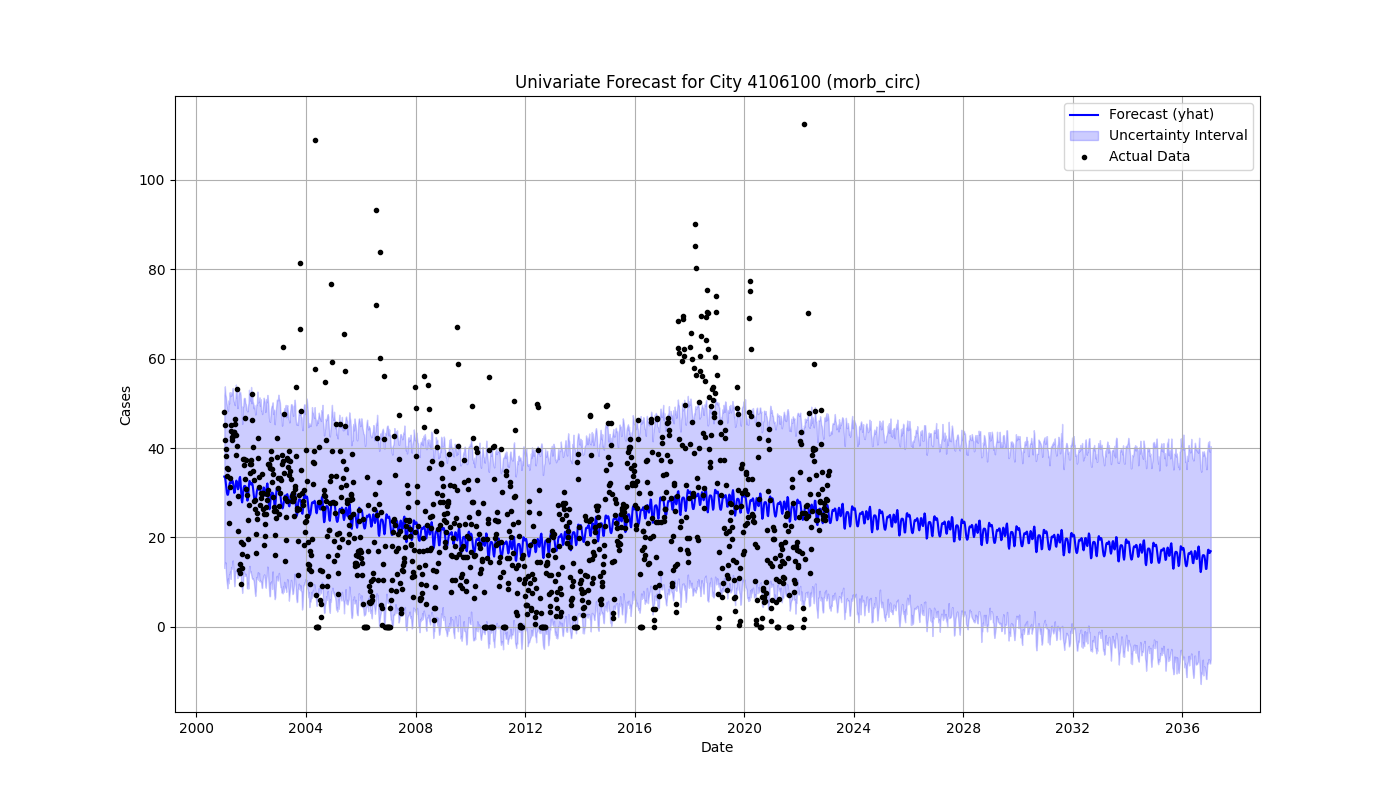 Univariate Forecast for City 4106100 (morb_circ)
Forecast (yhat)
Uncertainty Interval
Actual Data
100
80
60
40
20
0
Cases
2000 2004 2008 2012 2016 2020 2024 2028 2032 2036
Date